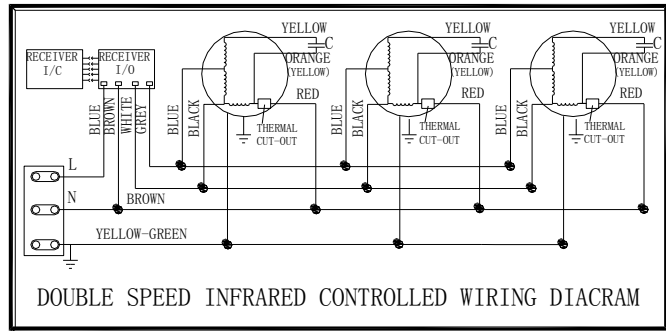 YELLOW
C
ORANGE
(YELLOW)
RED
BLUE
BLACK
THERMAL
CUT-OUT
YELLOW
C
ORANGE
(YELLOW)
RED
BLUE
BLACK
THERMAL
CUT-OUT
YELLOW
C
ORANGE
(YELLOW)
RED
BLUE
BLACK
THERMAL
CUT-OUT
RECEIVER
I/C
RECEIVER
I/O
BLUE
BROWN
WHITE
GREY
L
N
BROWN
YELLOW-GREEN
DOUBLE SPEED INFRARED CONTROLLED WIRING DIACRAM